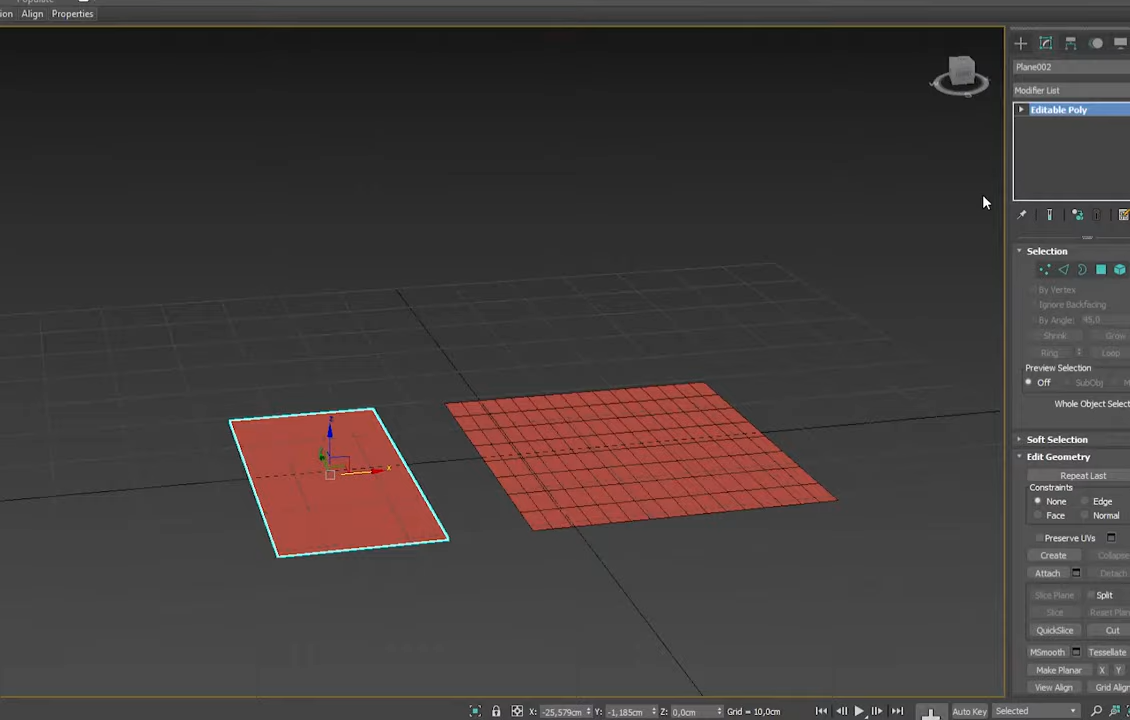 Populate
ion Align Properties
Plane002
Modifier List
Editable Poly
Selection
By Vertex
Ignore Backfacing
By Angle: 45,0
Shrink Grow
Ring Loop
Preview Selection
Off SubObj M
Whole Object Select
Soft Selection
Edit Geometry
Repeat Last
Constraints
None Edge
Face Normal
Preserve UVs
Create Collapse
Attach Detach
Slice Plane Split
Slice Reset Plan
QuickSlice Cut
MSmooth Tessellate
Make Planar X Y
View Align Grid Align
X: -25,579cm Y: -1,185cm Z: 0,0cm Grid = 10,0cm Auto Key Selected
z
x